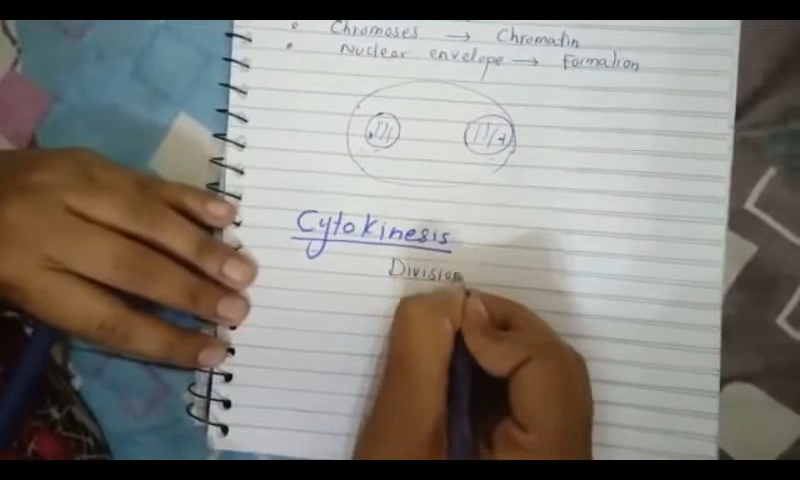 • Chromoses → Chromatin
• Nuclear envelope → Formation
Cytokinesis
Division